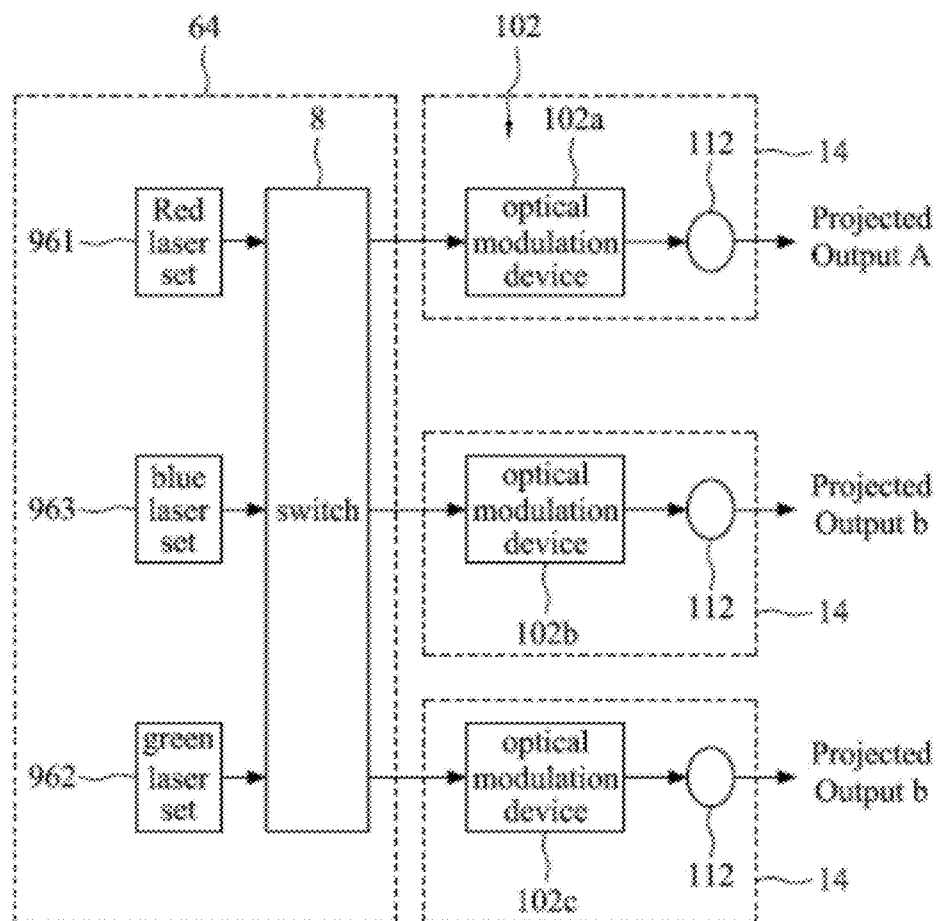 64
102
8
102a
112
14
961
Red
laser
set
optical
modulation
device
Projected
Output A
963
blue
laser
set
switch
optical
modulation
device
Projected
Output b
102b
112
14
962
green
laser
set
optical
modulation
device
Projected
Output b
102c
112
14